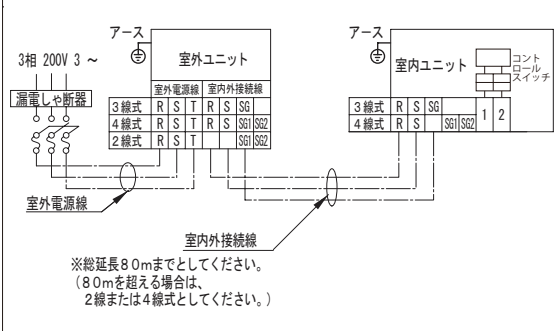 アース
3相 200V 3 ～
漏電しゃ断器
室外ユニット
室外電源線 室内外接続線
3線式 R S T R S SG
4線式 R S T R S SG1 SG2
2線式 R S T SG1 SG2
室外電源線
アース
室内ユニット
コント
ロール
スイッチ
3線式 R S SG
4線式 R S SG1 SG2
1 2
室内外接続線
※総延長80mまでとしてください。
(80mを超える場合は、
2線または4線式としてください。)